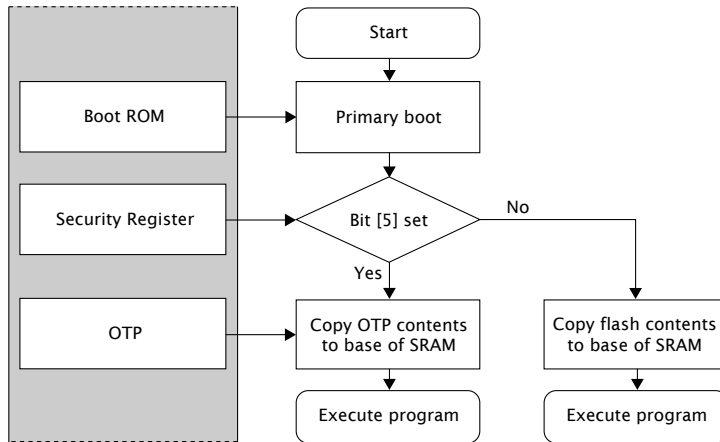 Start
Boot ROM
Primary boot
Security Register
Bit [5] set
No
Yes
OTP
Copy OTP contents
to base of SRAM
Copy flash contents
to base of SRAM
Execute program
Execute program